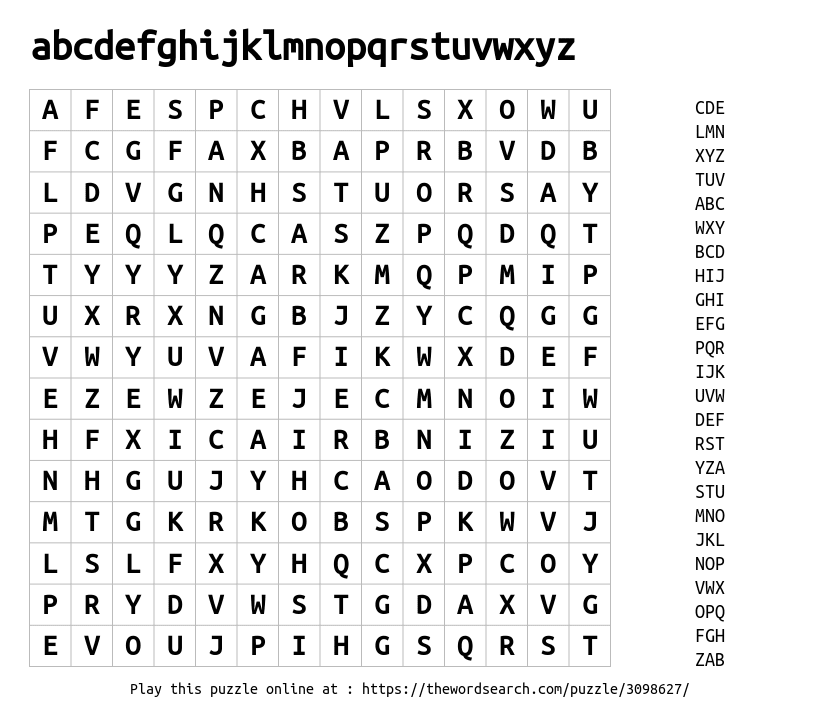 abcdefghijklmnopqrstuvwxyz
A F E S P C H V L S X O W U
F C G F A X B A P R B V D B
L D V G N H S T U O R S A Y
P E Q L Q C A S Z P Q D Q T
T Y Y Y Z A R K M Q P M I P
U X R X N G B J Z Y C Q G G
V W Y U V A F I K W X D E F
E Z E W Z E J E C M N O I W
H F X I C A I R B N I Z I U
N H G U J Y H C A O D O V T
M T G K R K O B S P K W V J
L S L F X Y H Q C X P C O Y
P R Y D V W S T G D A X V G
E V O U J P I H G S Q R S T
CDE
LMN
XYZ
TUV
ABC
WXY
BCD
HIJ
GHI
EFG
PQR
IJK
UVW
DEF
RST
YZA
STU
MNO
JKL
NOP
VWX
OPQ
FGH
ZAB
Play this puzzle online at : https://thewordsearch.com/puzzle/3098627/